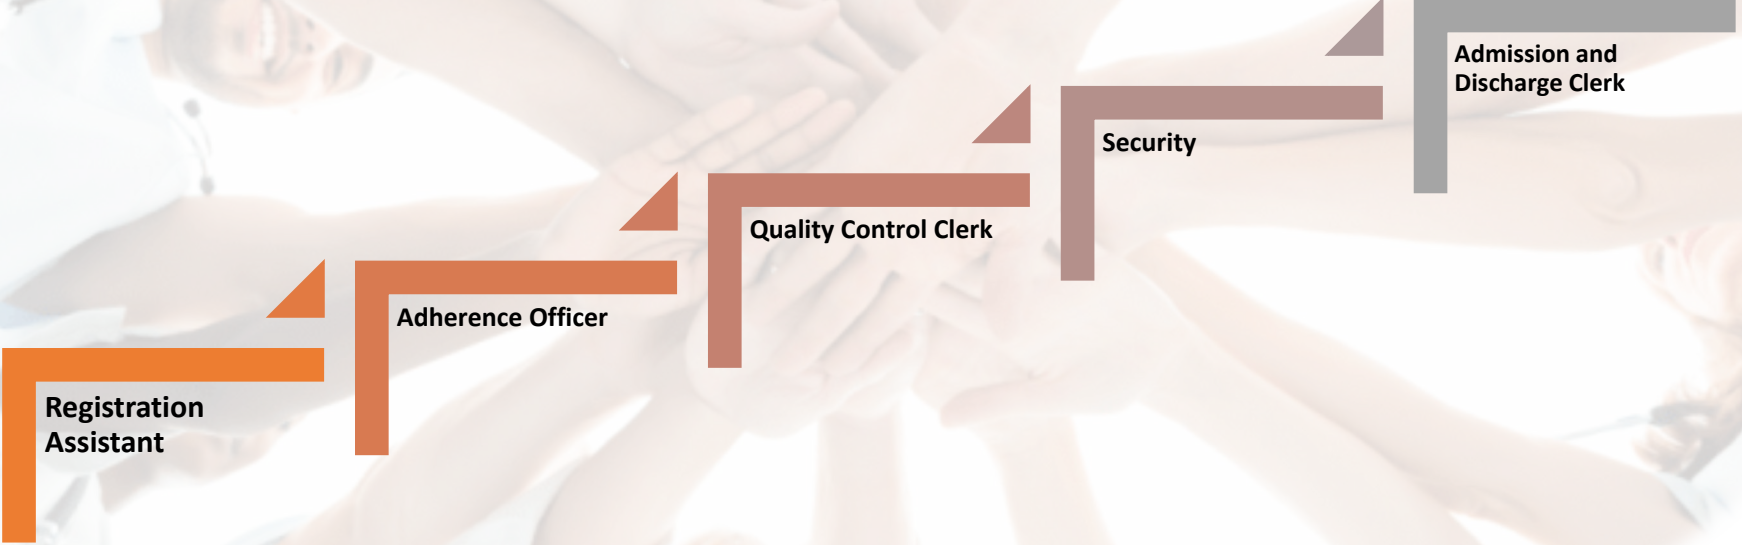 Admission and
Discharge Clerk
Security
Quality Control Clerk
Adherence Officer
Registration
Assistant